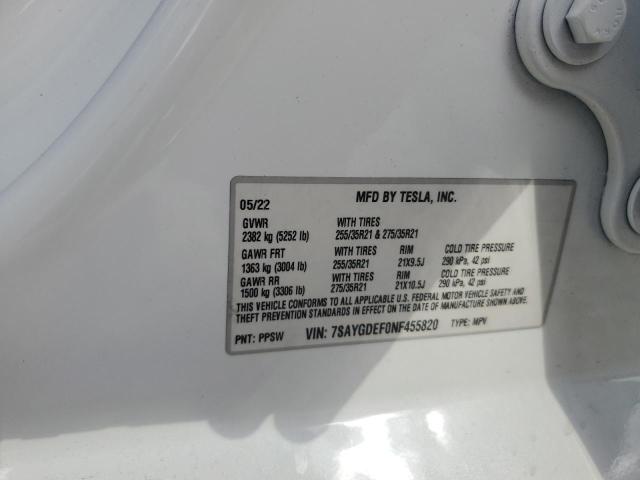 05/22 MFD BY TESLA, INC.
GVWR WITH TIRES
2382 kg (5252 lb) 255/35R21 & 275/35R21
GAWR FRT WITH TIRES RIM COLD TIRE PRESSURE
1363 kg (3004 lb) 255/35R21 21X9.5J 290 kPa, 42 psi
GAWR RR WITH TIRES RIM COLD TIRE PRESSURE
1500 kg (3306 lb) 275/35R21 21X10.5J 290 kPa, 42 psi
THIS VEHICLE CONFORMS TO ALL APPLICABLE U.S. FEDERAL MOTOR VEHICLE SAFETY AND
THEFT PREVENTION STANDARDS IN EFFECT ON THE DATE OF MANUFACTURE SHOWN ABOVE.
PNT: PPSW VIN: 7SAYGDEF0NF455820 TYPE: MPV